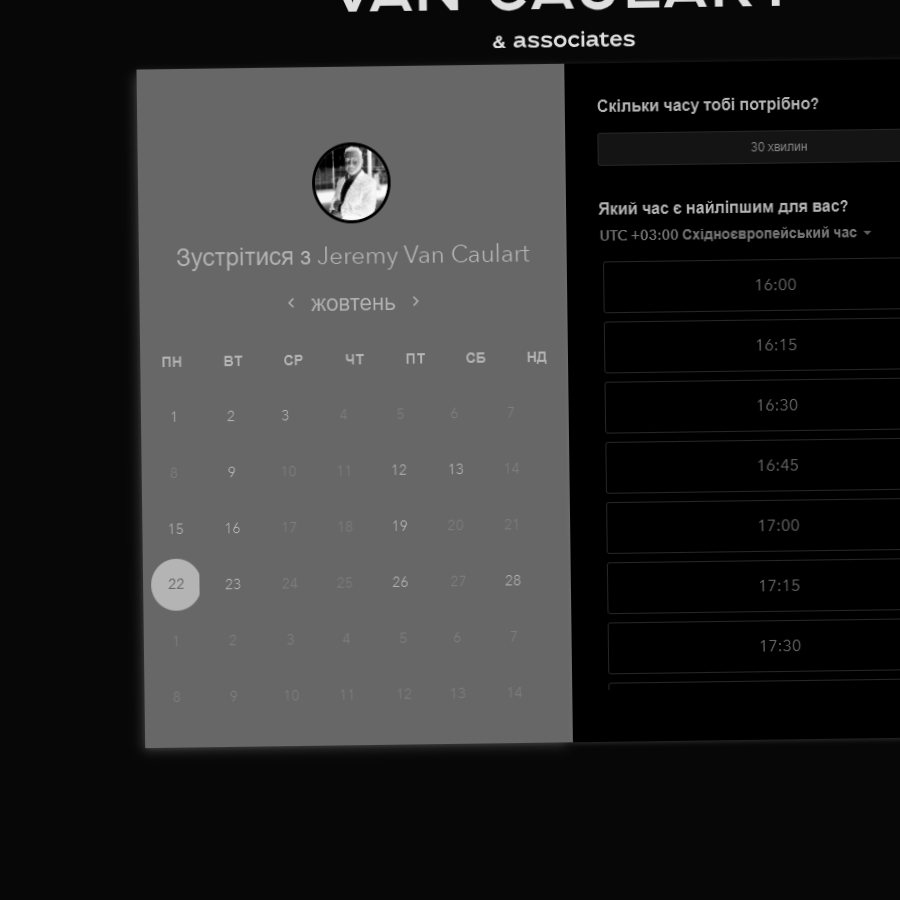 VAN CAULART
& associates
Зустрітися з Jeremy Van Caulart
‹ жовтень ›
ПН ВТ СР ЧТ ПТ СБ НД
1 2 3 4 5 6 7
8 9 10 11 12 13 14
15 16 17 18 19 20 21
22 23 24 25 26 27 28
1 2 3 4 5 6 7
8 9 10 11 12 13 14
Скільки часу тобі потрібно?
30 хвилин
Який час є найліпшим для вас?
UTC +03:00 Східноєвропейський час
16:00
16:15
16:30
16:45
17:00
17:15
17:30